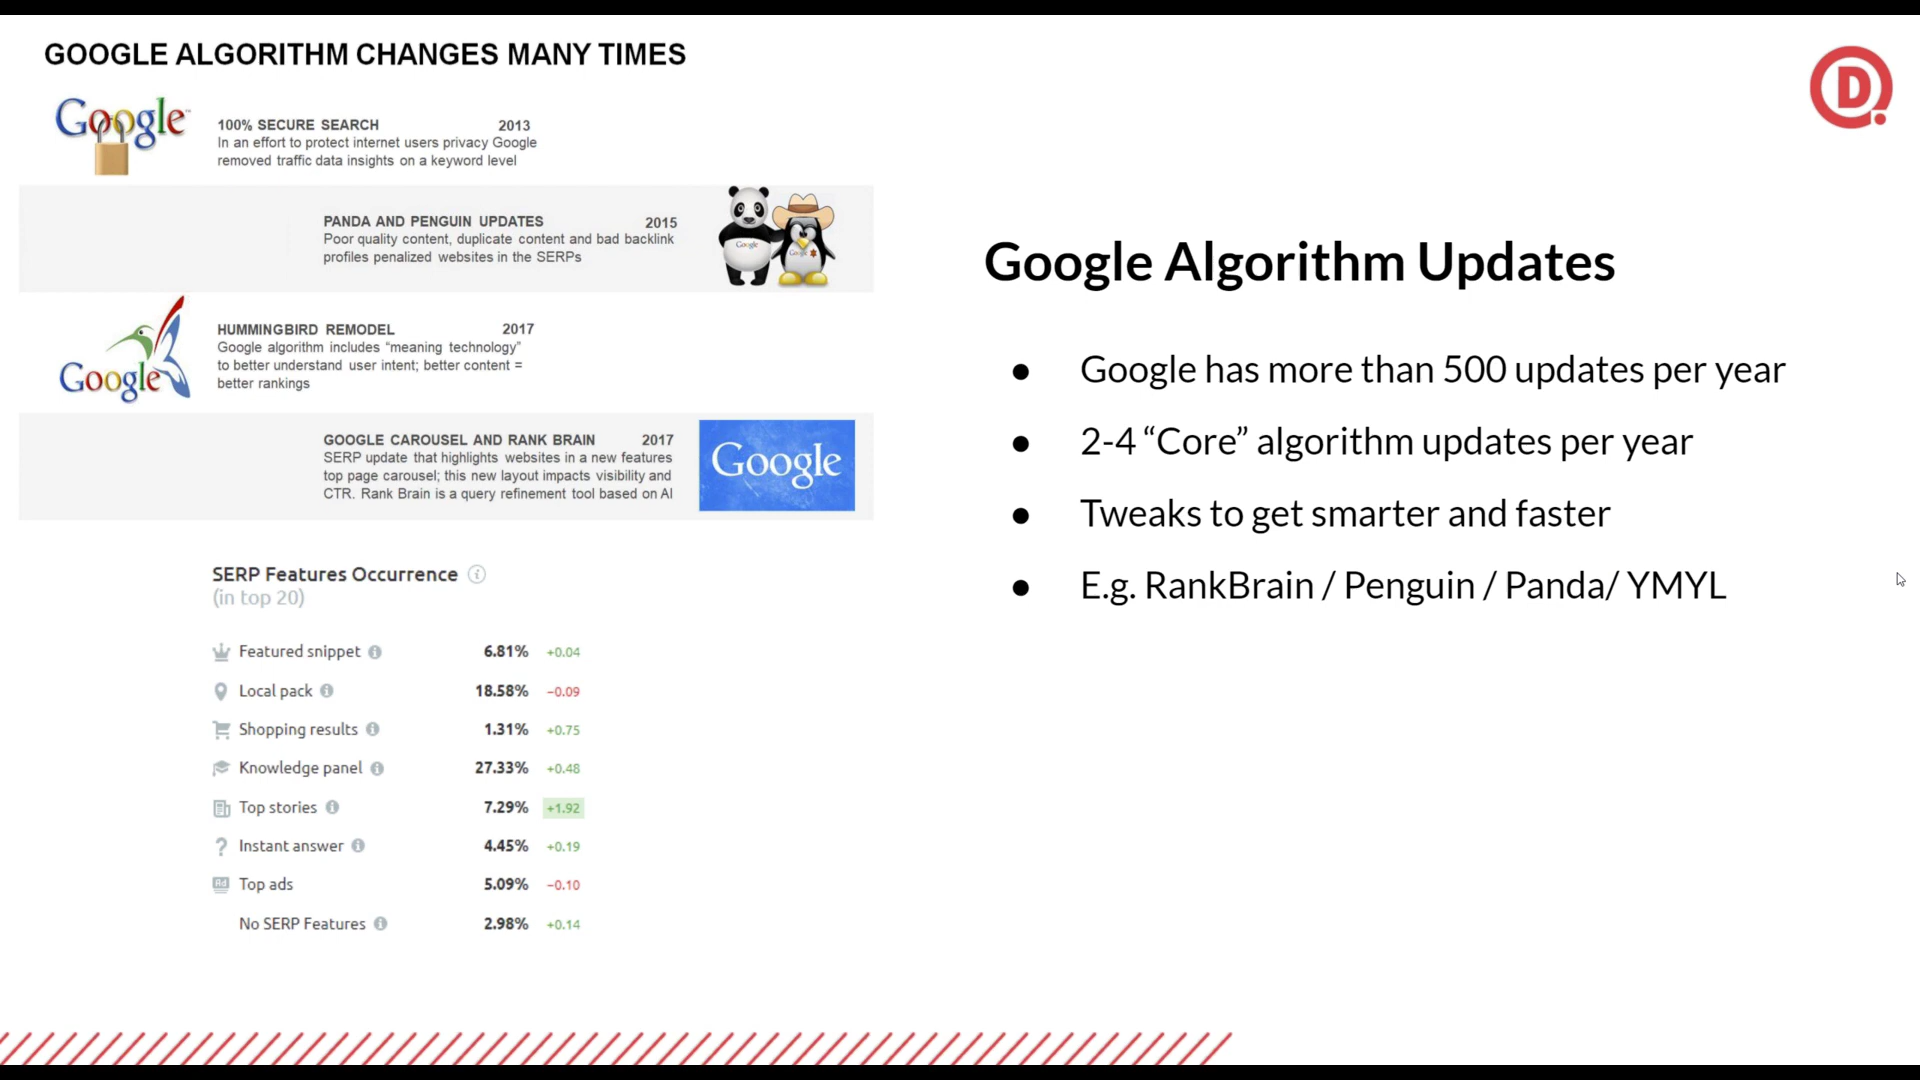 GOOGLE ALGORITHM CHANGES MANY TIMES
Google
100% SECURE SEARCH 2013
In an effort to protect internet users privacy Google
removed traffic data insights on a keyword level
PANDA AND PENGUIN UPDATES 2015
Poor quality content, duplicate content and bad backlink
profiles penalized websites in the SERPs
Google
Google
HUMMINGBIRD REMODEL 2017
Google algorithm includes “meaning technology”
to better understand user intent; better content =
better rankings
Google
GOOGLE CAROUSEL AND RANK BRAIN 2017
SERP update that highlights websites in a new features
top page carousel; this new layout impacts visibility and
CTR. Rank Brain is a query refinement tool based on AI
Google
SERP Features Occurrence
(in top 20)
Featured snippet 6.81% +0.04
Local pack 18.58% −0.09
Shopping results 1.31% +0.75
Knowledge panel 27.33% +0.48
Top stories 7.29% +1.92
? Instant answer 4.45% +0.19
Ad Top ads 5.09% −0.10
No SERP Features 2.98% +0.14
D
Google Algorithm Updates
● Google has more than 500 updates per year
● 2-4 “Core” algorithm updates per year
● Tweaks to get smarter and faster
● E.g. RankBrain / Penguin / Panda/ YMYL